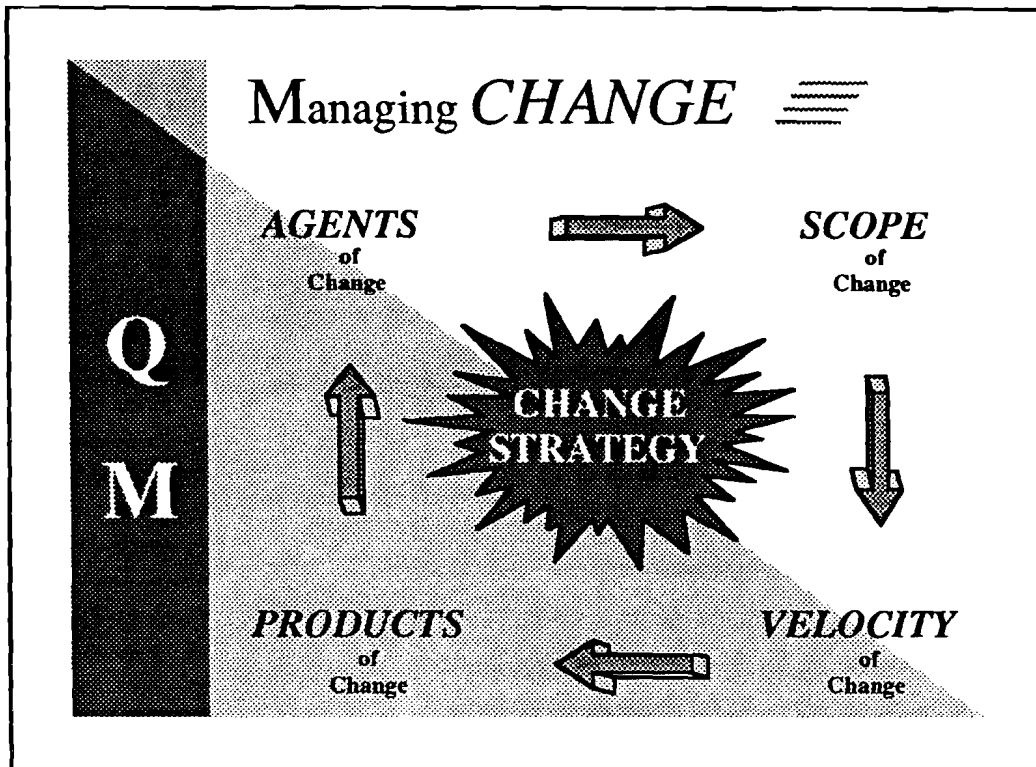 Managing CHANGE
Q
M
AGENTS
of
Change
SCOPE
of
Change
CHANGE
STRATEGY
PRODUCTS
of
Change
VELOCITY
of
Change